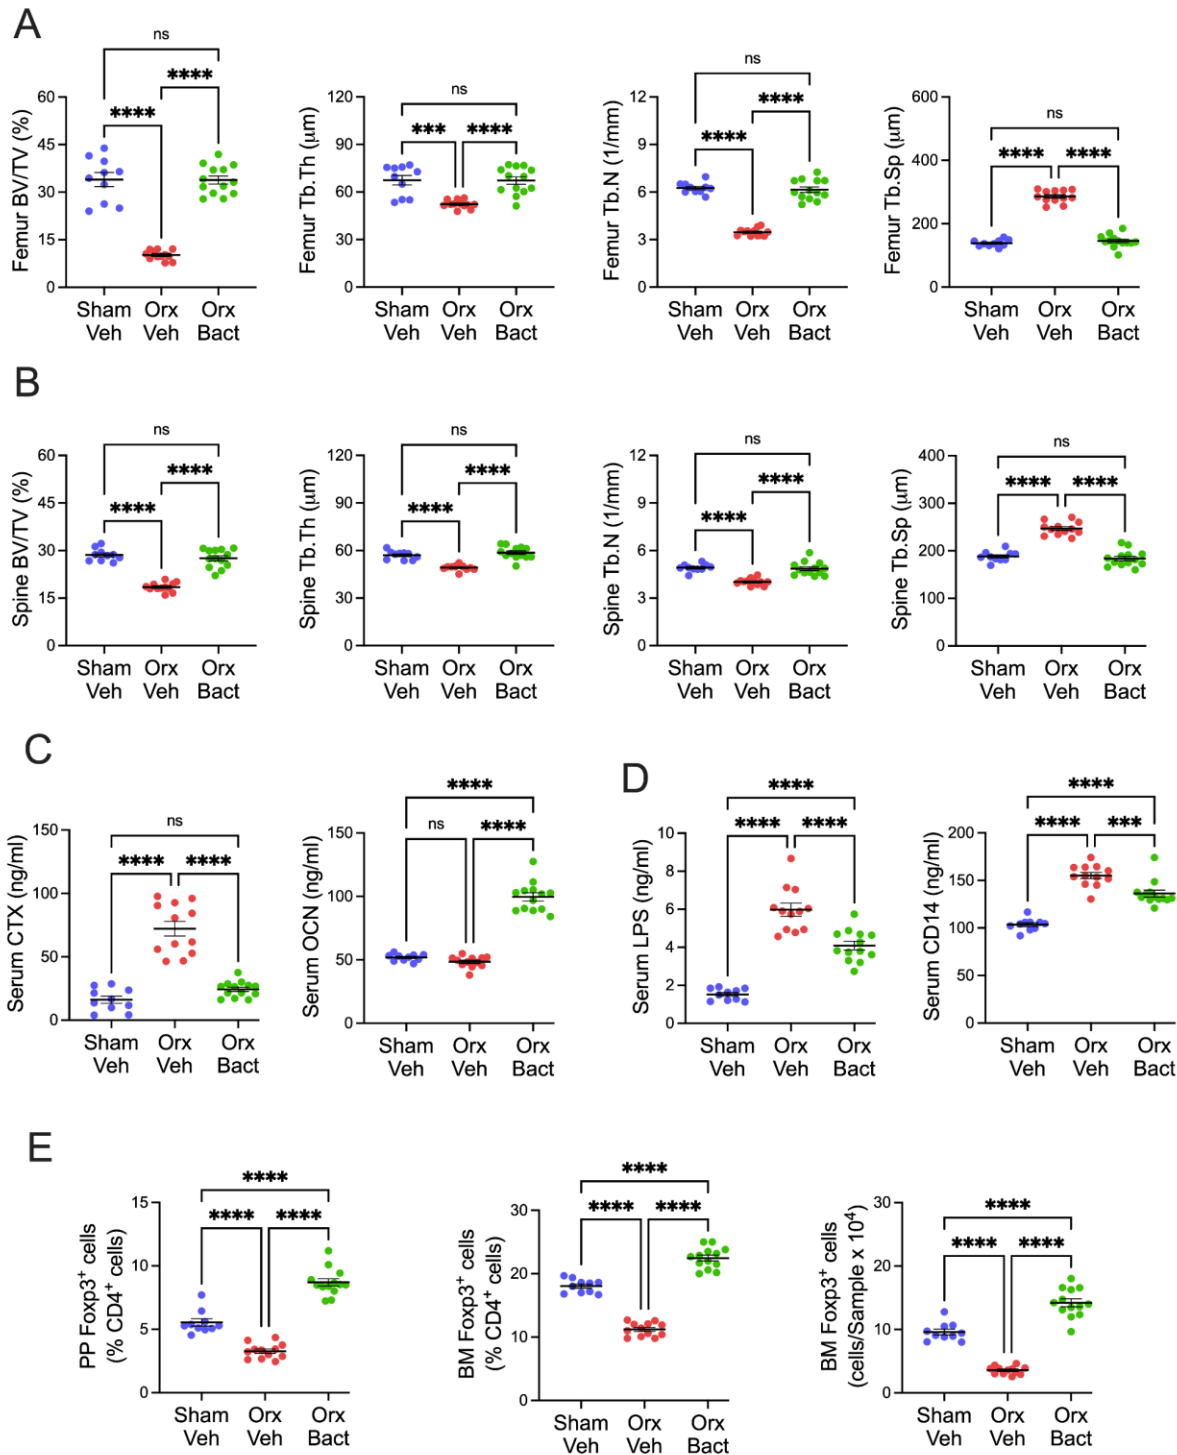 A
ns
****
****
Femur BV/TV (%)
60
45
30
15
0
Sham Veh
Orx Veh
Orx Bact
ns
***
****
Femur Tb.Th (μm)
120
90
60
30
0
Sham Veh
Orx Veh
Orx Bact
ns
****
****
Femur Tb.N (1/mm)
12
9
6
3
0
Sham Veh
Orx Veh
Orx Bact
ns
****
****
Femur Tb.Sp (μm)
600
400
200
0
Sham Veh
Orx Veh
Orx Bact
B
ns
****
****
Spine BV/TV (%)
60
45
30
15
0
Sham Veh
Orx Veh
Orx Bact
ns
****
****
Spine Tb.Th (μm)
120
90
60
30
0
Sham Veh
Orx Veh
Orx Bact
ns
****
****
Spine Tb.N (1/mm)
12
9
6
3
0
Sham Veh
Orx Veh
Orx Bact
ns
****
****
Spine Tb.Sp (μm)
400
300
200
100
0
Sham Veh
Orx Veh
Orx Bact
C
ns
****
****
Serum CTX (ng/ml)
150
100
50
0
Sham Veh
Orx Veh
Orx Bact
****
ns
****
Serum OCN (ng/ml)
150
100
50
0
Sham Veh
Orx Veh
Orx Bact
D
****
****
****
Serum LPS (ng/ml)
10
8
6
4
2
0
Sham Veh
Orx Veh
Orx Bact
****
****
***
Serum CD14 (ng/ml)
200
150
100
50
0
Sham Veh
Orx Veh
Orx Bact
E
****
****
****
PP Foxp3⁺ cells
(% CD4⁺ cells)
15
10
5
0
Sham Veh
Orx Veh
Orx Bact
****
****
****
BM Foxp3⁺ cells
(% CD4⁺ cells)
30
20
10
0
Sham Veh
Orx Veh
Orx Bact
****
****
****
BM Foxp3⁺ cells
(cells/Sample x 10⁴)
30
20
10
0
Sham Veh
Orx Veh
Orx Bact